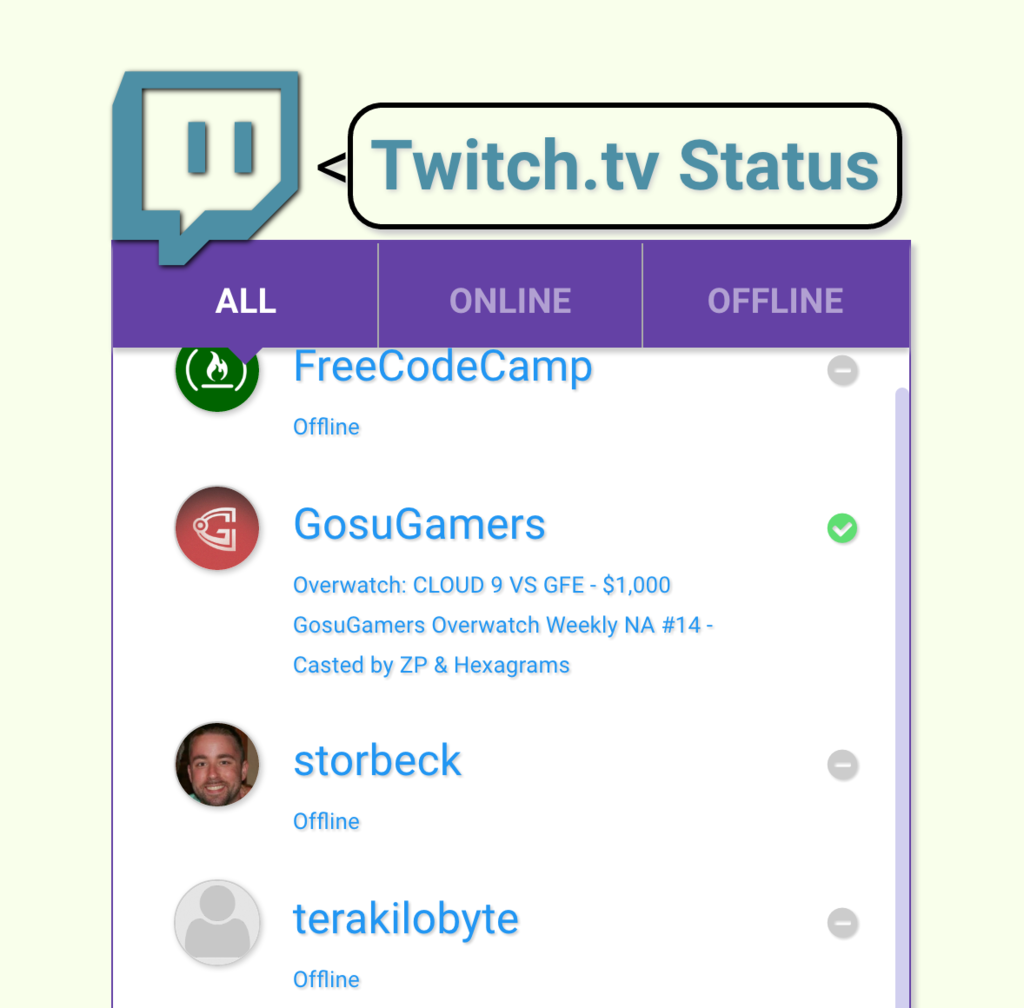 < Twitch.tv Status
ALL ONLINE OFFLINE
FreeCodeCamp
Offline
GosuGamers
Overwatch: CLOUD 9 VS GFE - $1,000
GosuGamers Overwatch Weekly NA #14 -
Casted by ZP & Hexagrams
storbeck
Offline
terakilobyte
Offline